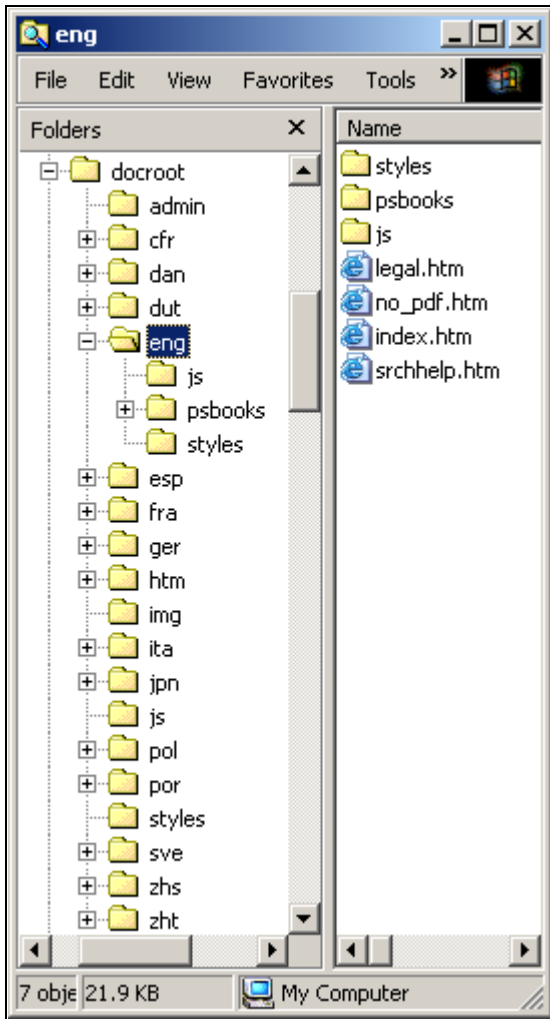 eng
File Edit View Favorites Tools »
Folders
docroot
admin
cfr
dan
dut
eng
js
psbooks
styles
esp
fra
ger
htm
img
ita
jpn
js
pol
por
styles
sve
zhs
zht
Name
styles
psbooks
js
legal.htm
no_pdf.htm
index.htm
srchhelp.htm
7 obje 21.9 KB My Computer